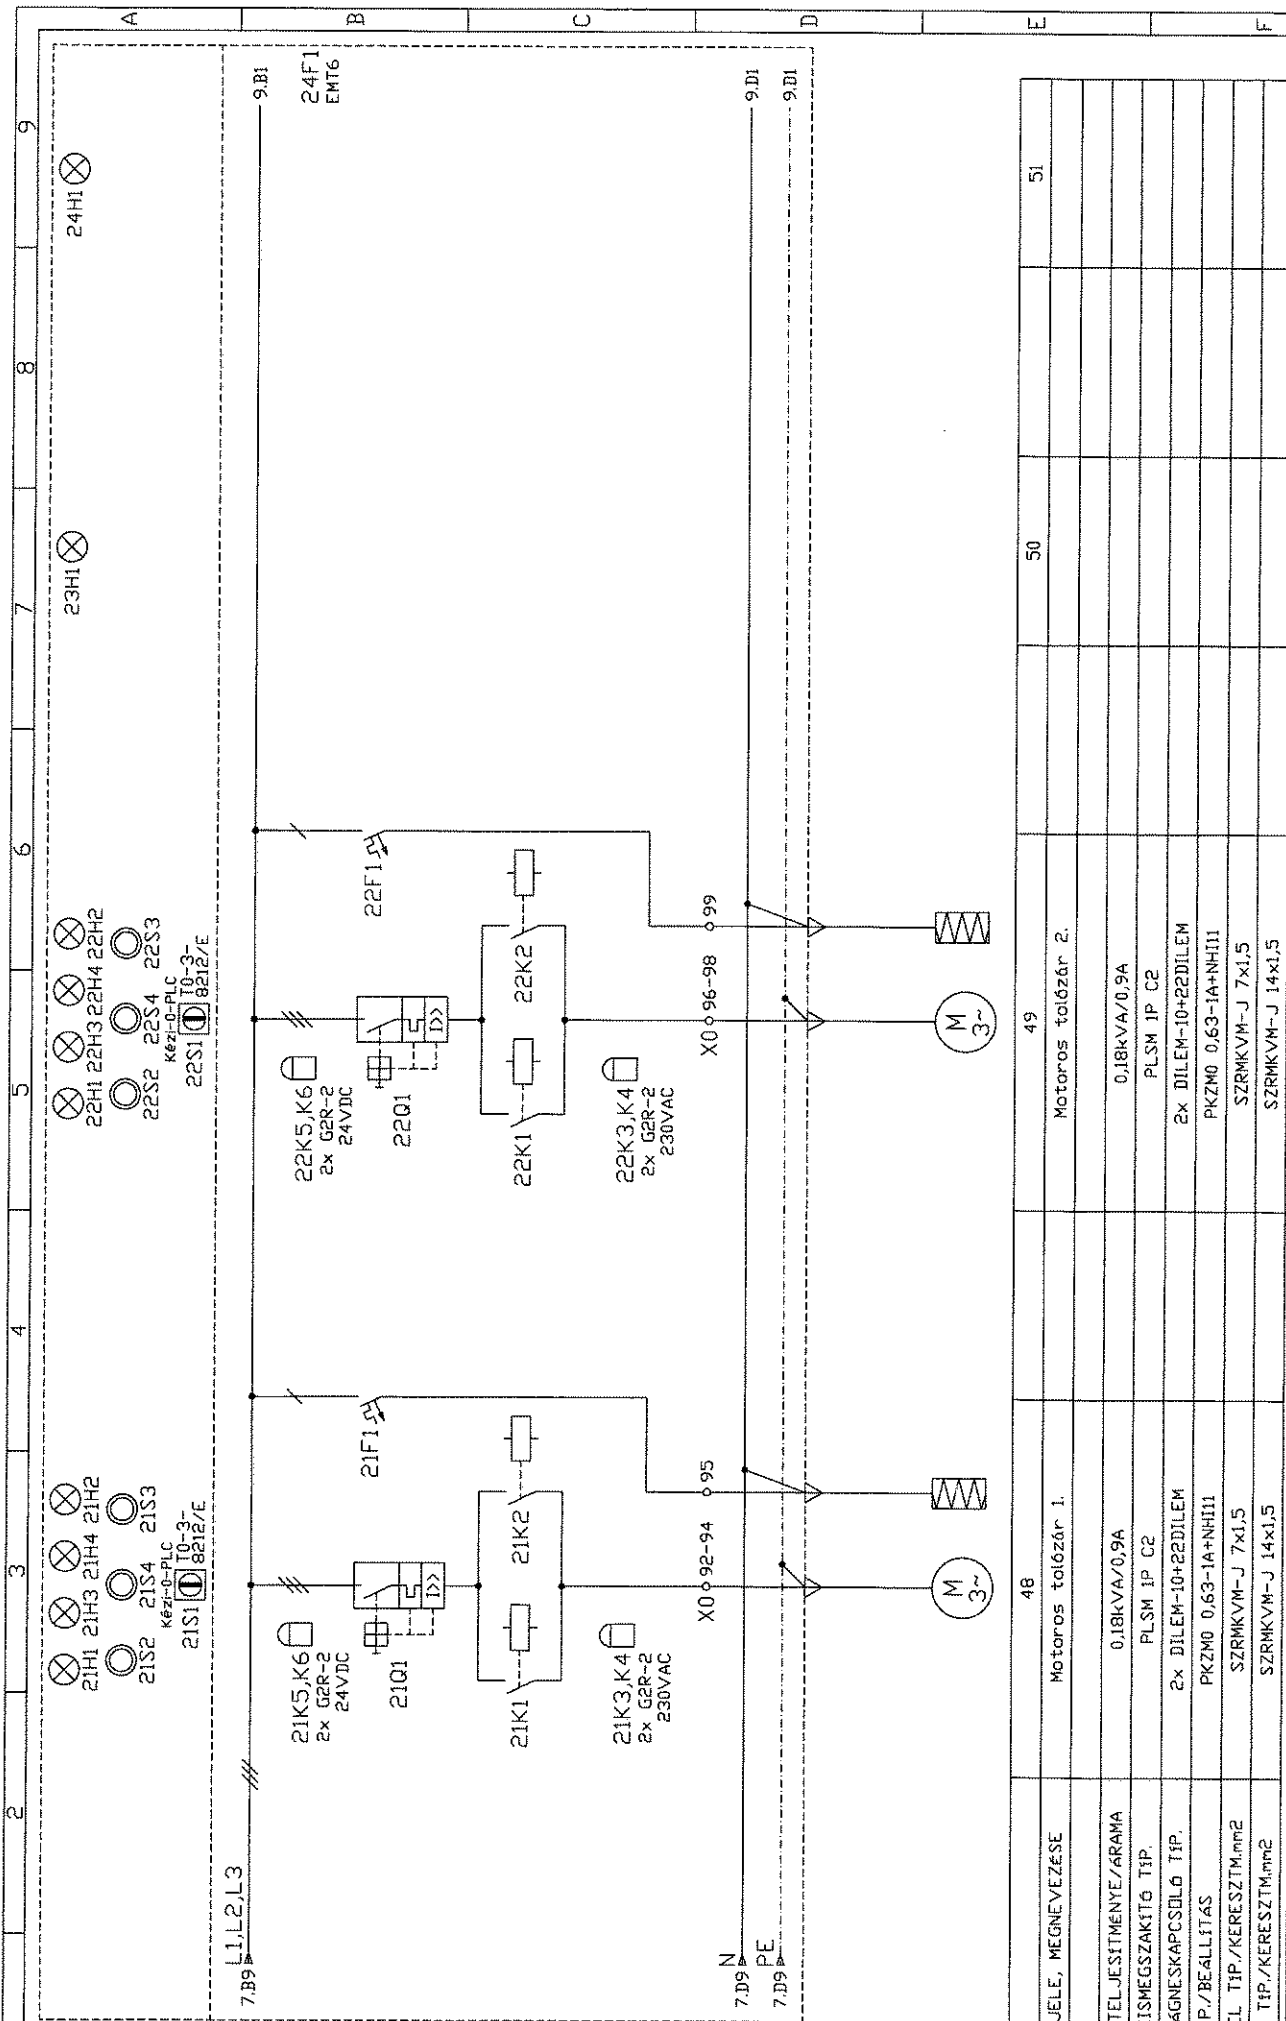 2
3
4
5
6
7
8
9
A
B
C
D
E
F
21H1 21H3 21H4 21H2
21S2 21S4 21S3
Kézi-0-PLC
21S1 T0-3-
8212/E
22H1 22H3 22H4 22H2
22S2 22S4 22S3
Kézi-0-PLC
22S1 T0-3-
8212/E
23H1
24H1
L1,L2,L3
7.B9
9.B1
24F1
EMT6
21K5,K6
2x G2R-2
24VDC
21Q1
I>>
21F1
22K5,K6
2x G2R-2
24VDC
22Q1
I>>
22F1
21K1
21K2
22K1
22K2
21K3,K4
2x G2R-2
230VAC
22K3,K4
2x G2R-2
230VAC
X0 92-94
95
X0 96-98
99
N
7.D9
9.D1
PE
7.D9
9.D1
M
3~
M
3~
48
49
50
51
JELE, MEGNEVEZÉSE
Motoros tolózár 1.
Motoros tolózár 2.
TELJESÍTMÉNYE/ÁRAMA
0,18kVA/0,9A
0,18kVA/0,9A
ISMEGSZAKÍTÓ TÍP.
PLSM 1P C2
PLSM 1P C2
ÁGNESKAPCSOLÓ TÍP.
2x DILEM-10+22DILEM
2x DILEM-10+22DILEM
P./BEÁLLÍTÁS
PKZM0 0,63-1A+NHI11
PKZM0 0,63-1A+NHI11
EL TÍP./KERESZTM.mm2
SZRMKVM-J 7x1,5
SZRMKVM-J 7x1,5
TÍP./KERESZTM.mm2
SZRMKVM-J 14x1,5
SZRMKVM-J 14x1,5